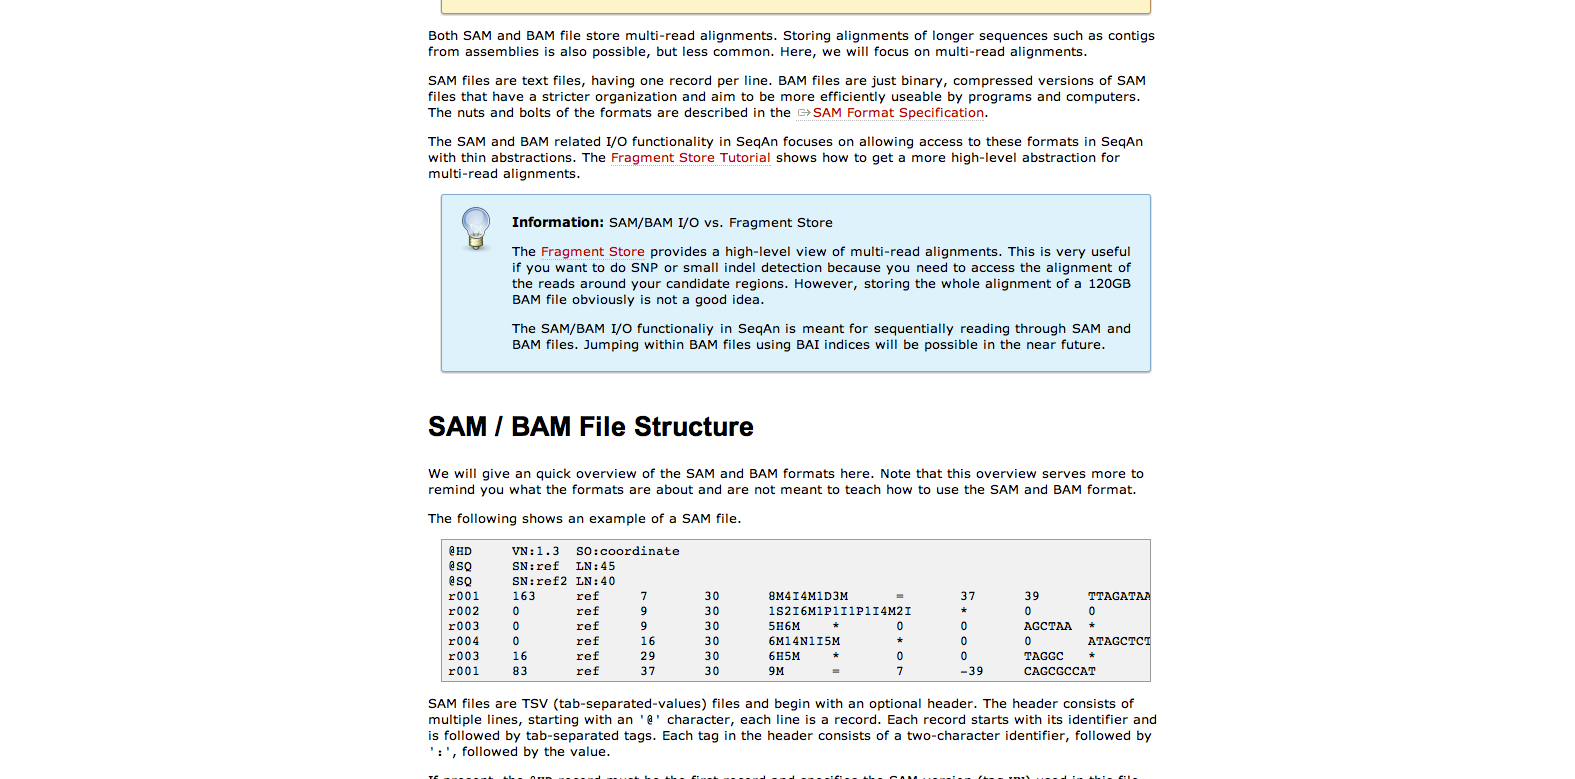 Both SAM and BAM file store multi-read alignments. Storing alignments of longer sequences such as contigs
from assemblies is also possible, but less common. Here, we will focus on multi-read alignments.
SAM files are text files, having one record per line. BAM files are just binary, compressed versions of SAM
files that have a stricter organization and aim to be more efficiently useable by programs and computers.
The nuts and bolts of the formats are described in the SAM Format Specification.
The SAM and BAM related I/O functionality in SeqAn focuses on allowing access to these formats in SeqAn
with thin abstractions. The Fragment Store Tutorial shows how to get a more high-level abstraction for
multi-read alignments.
Information: SAM/BAM I/O vs. Fragment Store
The Fragment Store provides a high-level view of multi-read alignments. This is very useful
if you want to do SNP or small indel detection because you need to access the alignment of
the reads around your candidate regions. However, storing the whole alignment of a 120GB
BAM file obviously is not a good idea.
The SAM/BAM I/O functionaliy in SeqAn is meant for sequentially reading through SAM and
BAM files. Jumping within BAM files using BAI indices will be possible in the near future.
SAM / BAM File Structure
We will give an quick overview of the SAM and BAM formats here. Note that this overview serves more to
remind you what the formats are about and are not meant to teach how to use the SAM and BAM format.
The following shows an example of a SAM file.
@HD VN:1.3 SO:coordinate
@SQ SN:ref LN:45
@SQ SN:ref2 LN:40
r001 163 ref 7 30 8M4I4M1D3M = 37 39 TTAGATAA
r002 0 ref 9 30 1S2I6M1P1I1P1I4M2I * 0 0
r003 0 ref 9 30 5H6M * 0 0 AGCTAA *
r004 0 ref 16 30 6M14N1I5M * 0 0 ATAGCTCT
r003 16 ref 29 30 6H5M * 0 0 TAGGC *
r001 83 ref 37 30 9M = 7 -39 CAGCGCCAT
SAM files are TSV (tab-separated-values) files and begin with an optional header. The header consists of
multiple lines, starting with an '@' character, each line is a record. Each record starts with its identifier and
is followed by tab-separated tags. Each tag in the header consists of a two-character identifier, followed by
':', followed by the value.